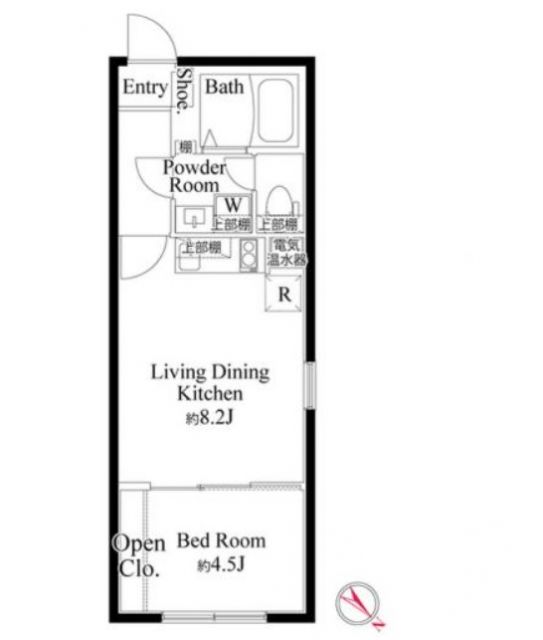 Entry
Shoe.
Bath
棚
Powder
Room
W
上部棚
上部棚
上部棚
電気
温水器
R
Living Dining
Kitchen
約8.2J
Open
Clo.
Bed Room
約4.5J
N